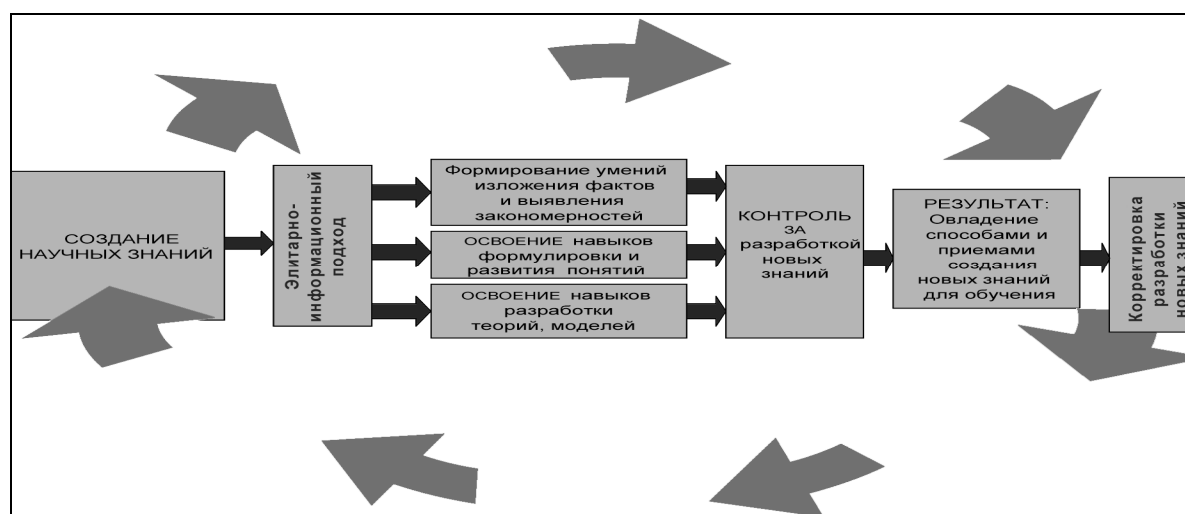 СОЗДАНИЕ
НАУЧНЫХ ЗНАНИЙ
Элитарно-
информационный
подход
Формирование умений
изложения фактов
и выявления
закономерностей
ОСВОЕНИЕ навыков
формулировки и
развития понятий
ОСВОЕНИЕ навыков
разработки
теорий, моделей
КОНТРОЛЬ
ЗА
разработкой
новых
знаний
РЕЗУЛЬТАТ:
Овладение
способами и
приемами
создания
новых знаний
для обучения
Корректировка
разработки
новых знаний